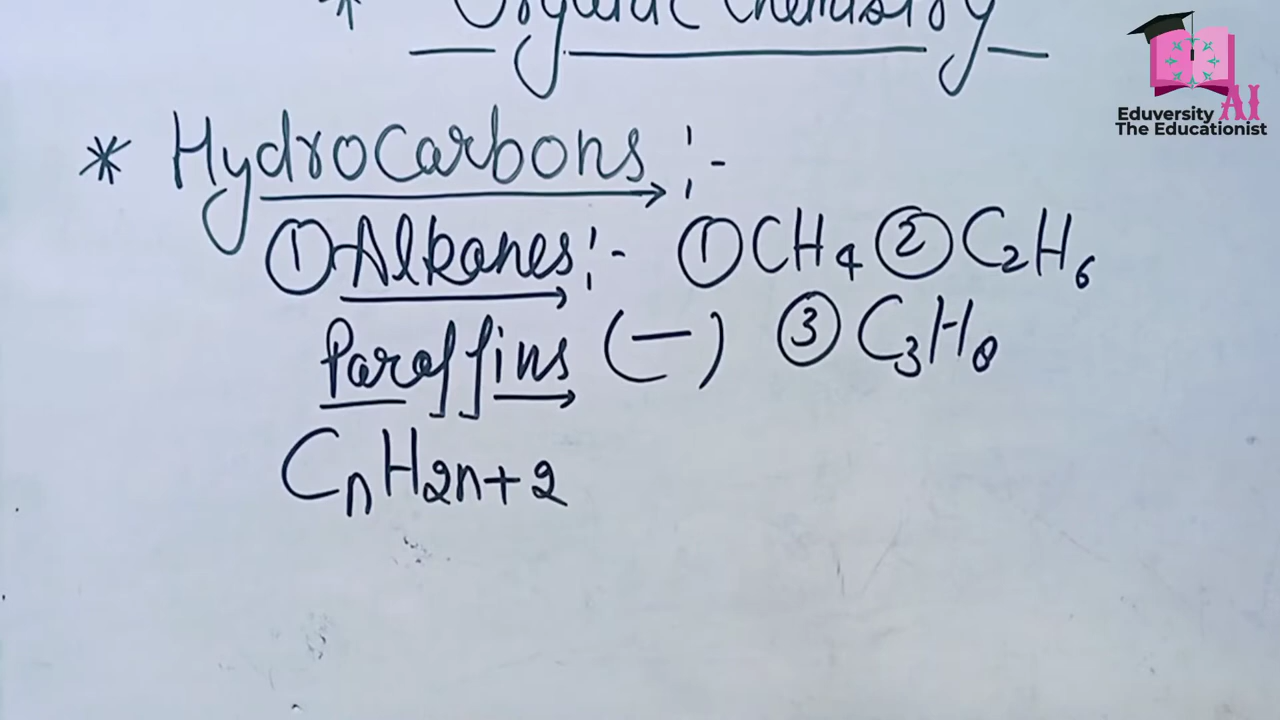 * Organic Chemistry
* Hydrocarbons :-
① Alkanes :- ① CH4 ② C2H6
Paraffins (—) ③ C3H8
CnH2n+2
Eduversity AI
The Educationist